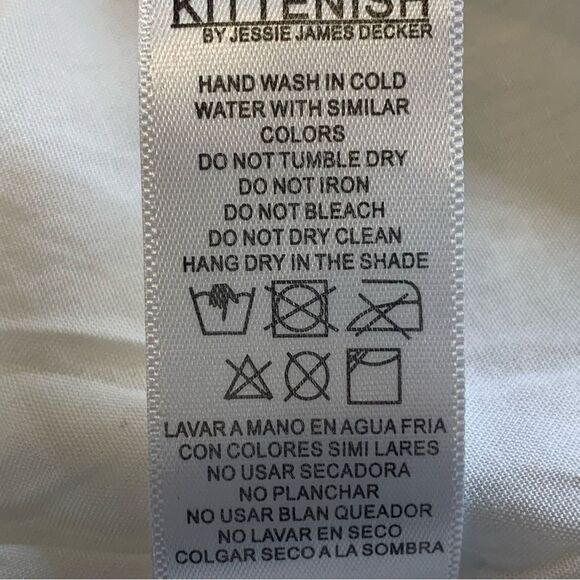 KITTENISH
BY JESSIE JAMES DECKER
HAND WASH IN COLD
WATER WITH SIMILAR
COLORS
DO NOT TUMBLE DRY
DO NOT IRON
DO NOT BLEACH
DO NOT DRY CLEAN
HANG DRY IN THE SHADE
LAVAR A MANO EN AGUA FRIA
CON COLORES SIMI LARES
NO USAR SECADORA
NO PLANCHAR
NO USAR BLAN QUEADOR
NO LAVAR EN SECO
COLGAR SECO A LA SOMBRA